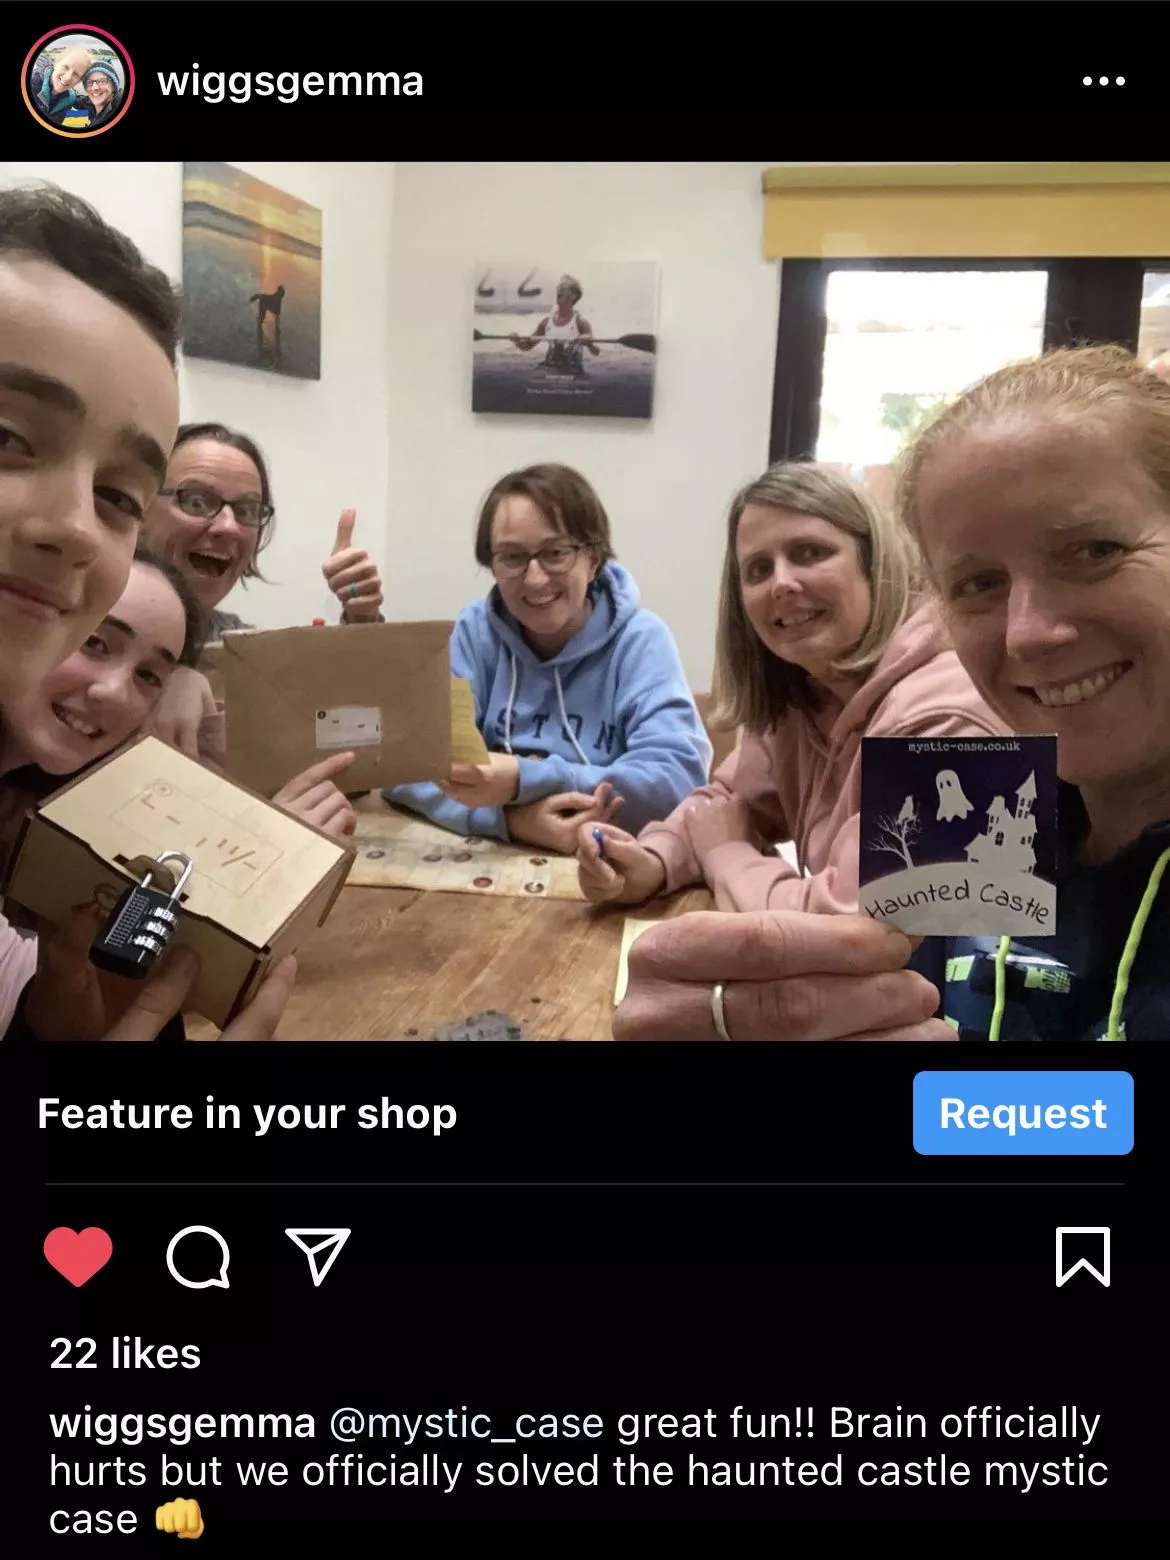 wiggsgemma
STON
mystic-case.co.uk
Haunted Castle
Feature in your shop
Request
22 likes
wiggsgemma @mystic_case great fun!! Brain officially
hurts but we officially solved the haunted castle mystic
case 👊